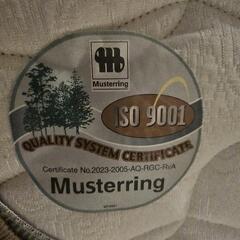 Musterring
ISO 9001
QUALITY SYSTEM CERTIFICATE
Certificate No.2023-2005-AQ-RGC-RvA
Musterring